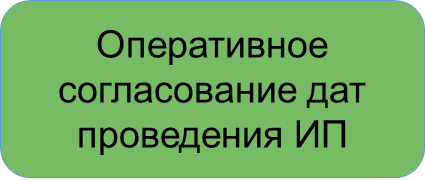 Оперативное
согласование дат
проведения ИП